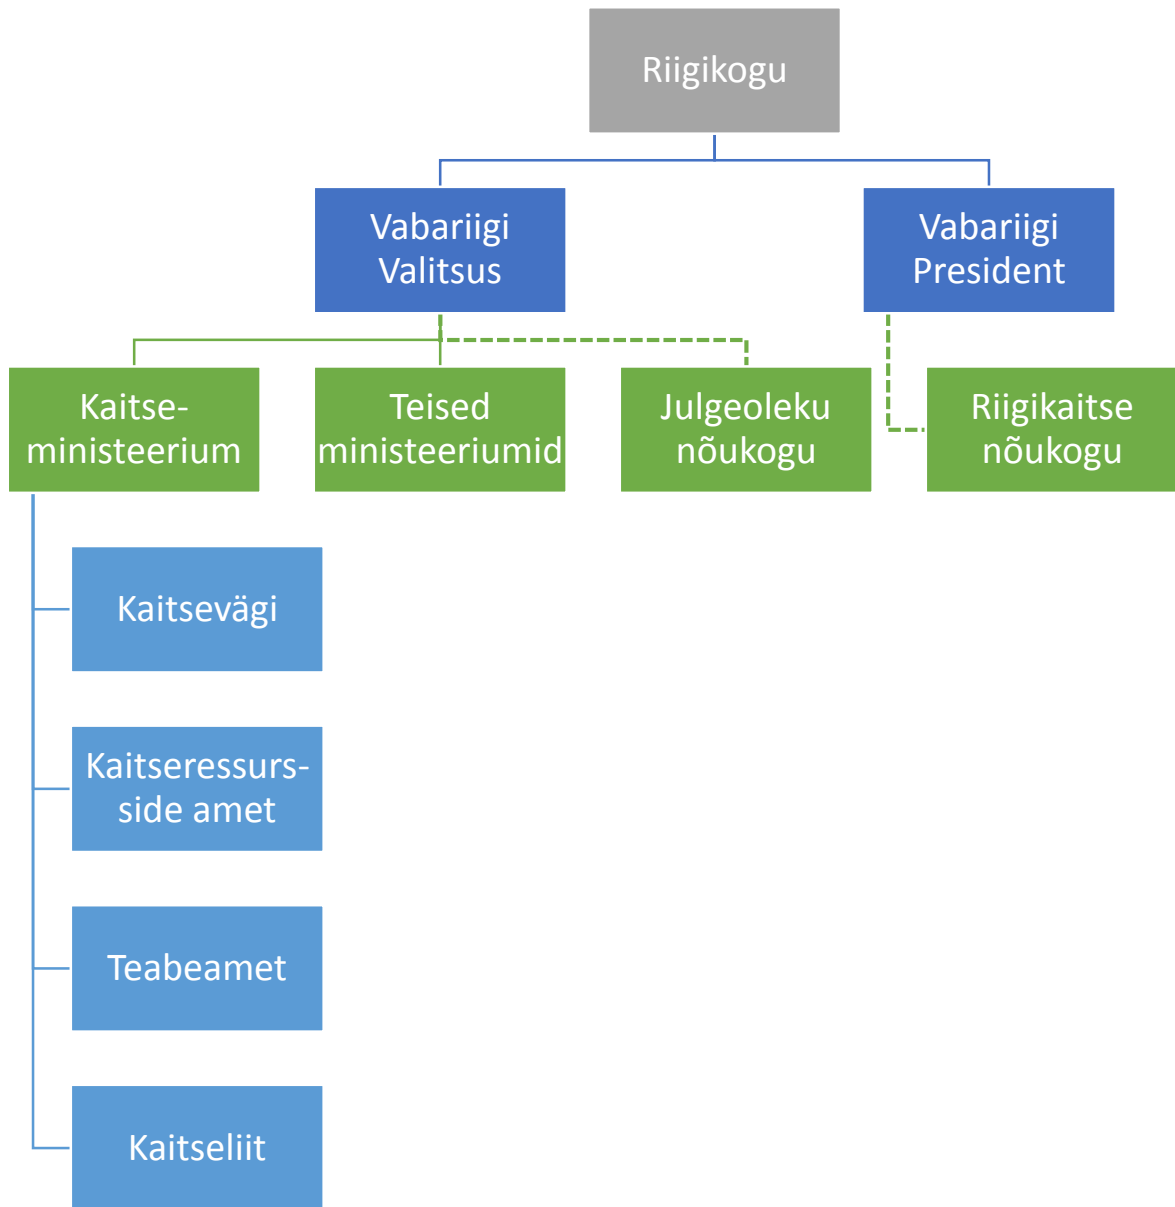 Riigikogu
Vabariigi
Valitsus
Vabariigi
President
Kaitse-
ministeerium
Teised
ministeeriumid
Julgeoleku
nõukogu
Riigikaitse
nõukogu
Kaitsevägi
Kaitseressurs-
side amet
Teabeamet
Kaitseliit